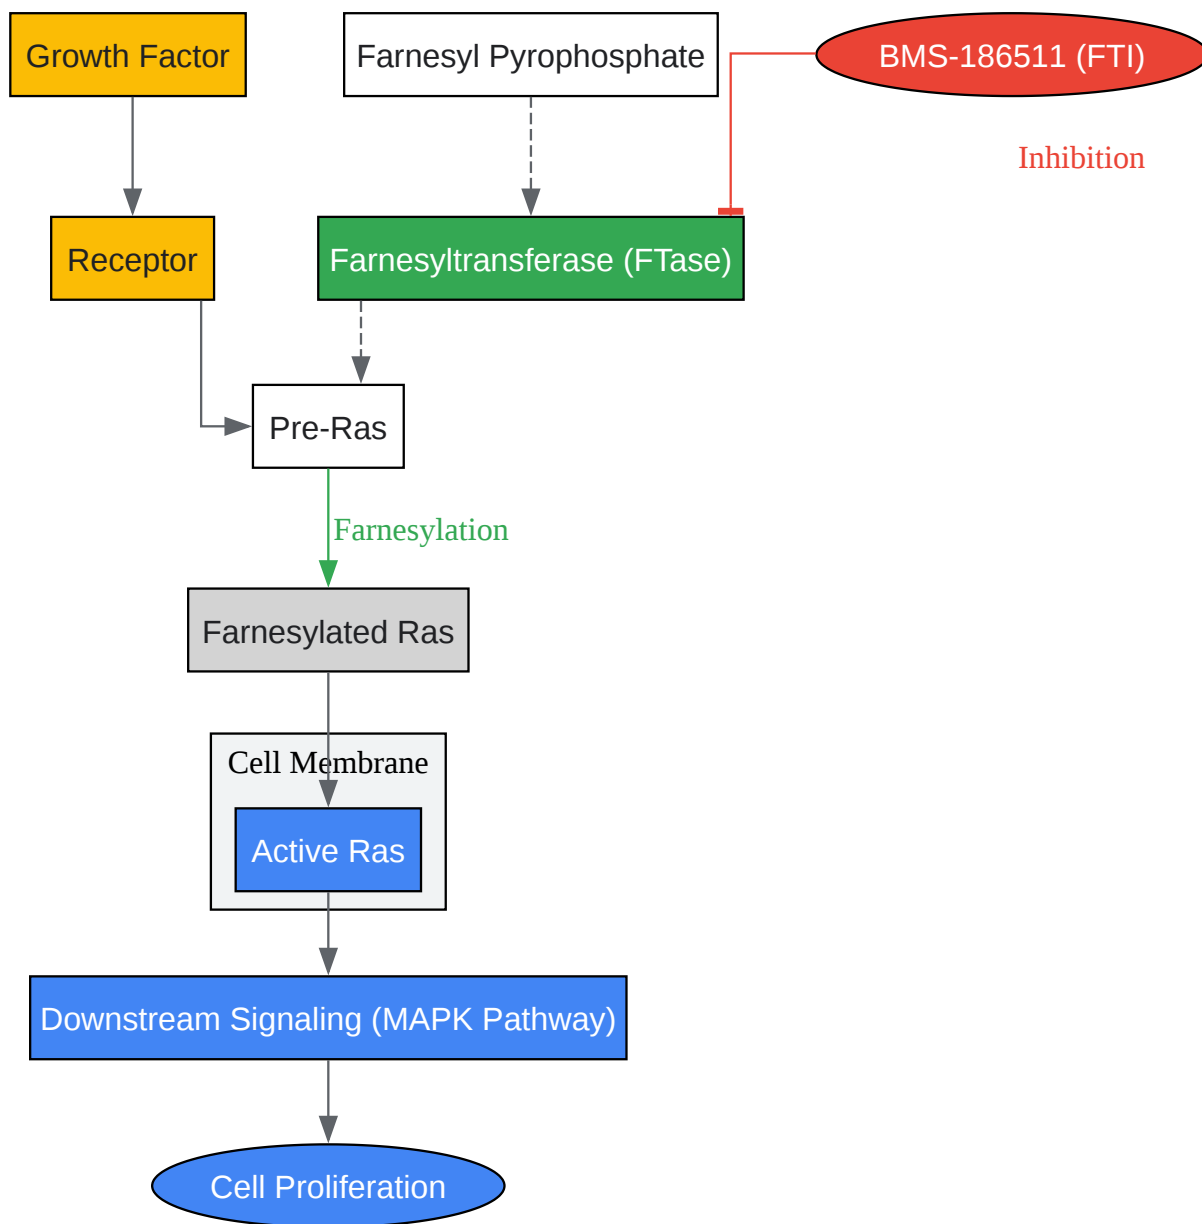 Growth Factor
Farnesyl Pyrophosphate
BMS-186511 (FTI)
Inhibition
Receptor
Farnesyltransferase (FTase)
Pre-Ras
Farnesylation
Farnesylated Ras
Cell Membrane
Active Ras
Downstream Signaling (MAPK Pathway)
Cell Proliferation